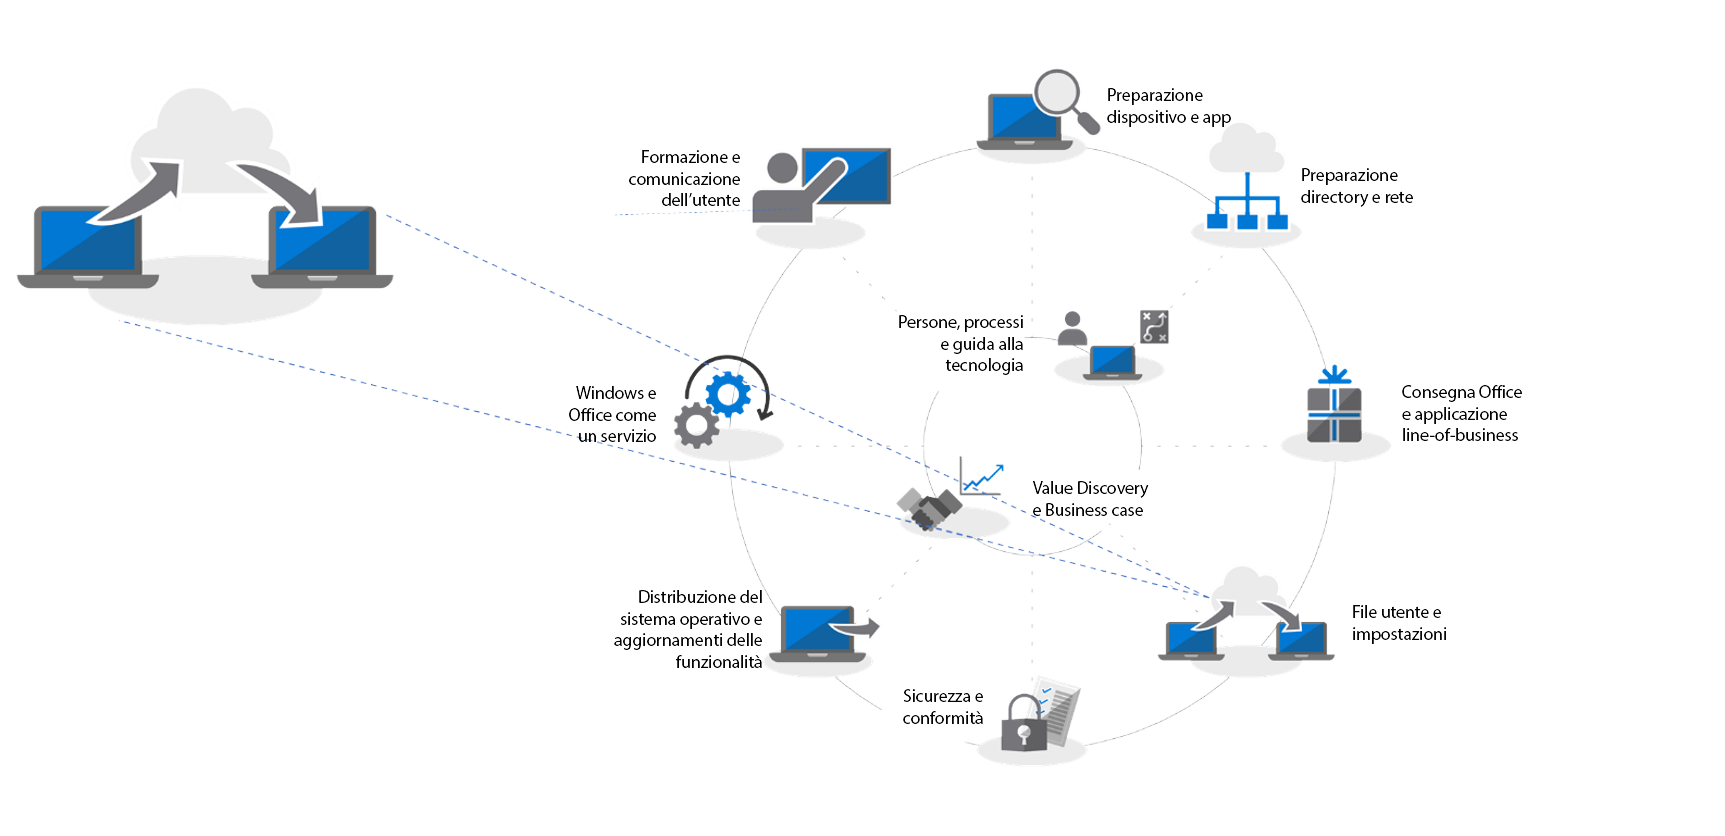 Preparazione
dispositivo e app
Formazione e
comunicazione
dell'utente
Preparazione
directory e rete
Persone, processi
e guida alla
tecnologia
Windows e
Office come
un servizio
Consegna Office
e applicazione
line-of-business
Value Discovery
e Business case
Distribuzione del
sistema operativo e
aggiornamenti delle
funzionalità
File utente e
impostazioni
Sicurezza e
conformità